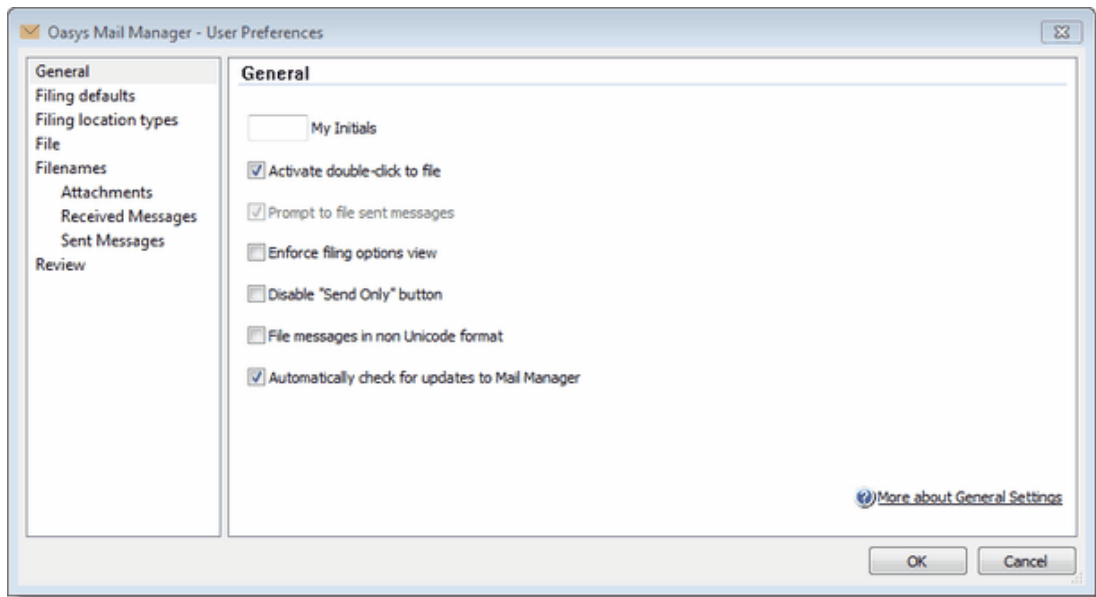 Oasys Mail Manager - User Preferences
General
Filing defaults
Filing location types
File
Filenames
Attachments
Received Messages
Sent Messages
Review
General
My Initials
Activate double-click to file
Prompt to file sent messages
Enforce filing options view
Disable "Send Only" button
File messages in non Unicode format
Automatically check for updates to Mail Manager
More about General Settings
OK
Cancel